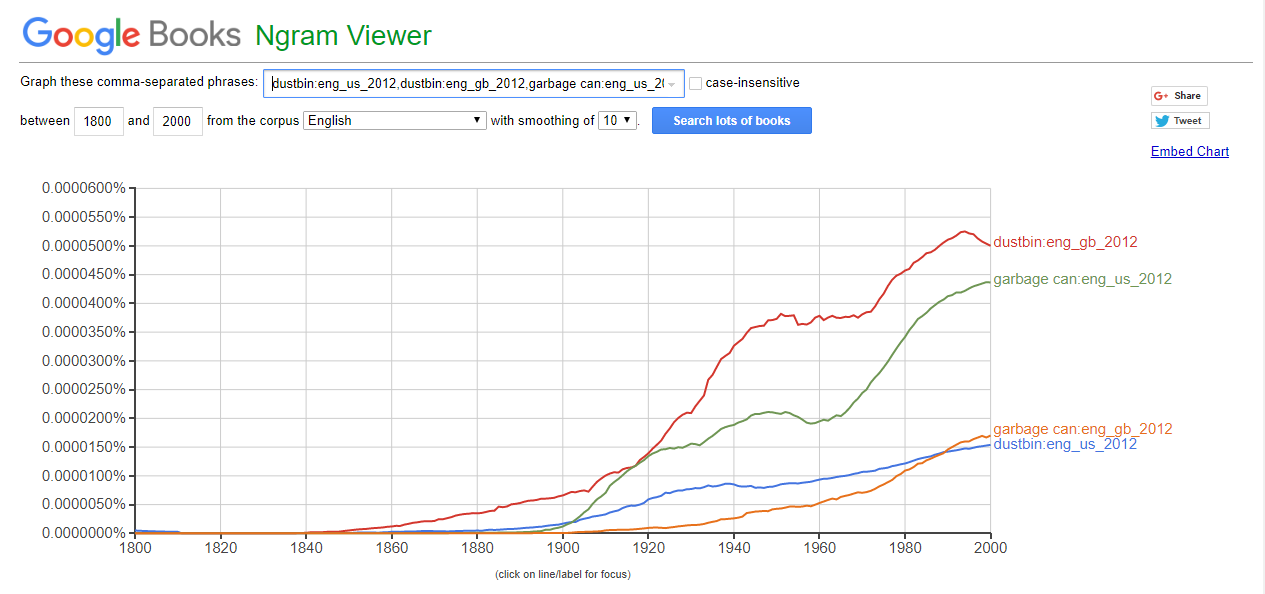 Google Books Ngram Viewer
Graph these comma-separated phrases: dustbin:eng_us_2012,dustbin:eng_gb_2012,garbage can:eng_us_20 case-insensitive
between 1800 and 2000 from the corpus English with smoothing of 10. Search lots of books
G+ Share
Tweet
Embed Chart
0.0000600%
0.0000550%
0.0000500%
0.0000450%
0.0000400%
0.0000350%
0.0000300%
0.0000250%
0.0000200%
0.0000150%
0.0000100%
0.0000050%
0.0000000%
dustbin:eng_gb_2012
garbage can:eng_us_2012
garbage can:eng_gb_2012
dustbin:eng_us_2012
1800 1820 1840 1860 1880 1900 1920 1940 1960 1980 2000
(click on line/label for focus)